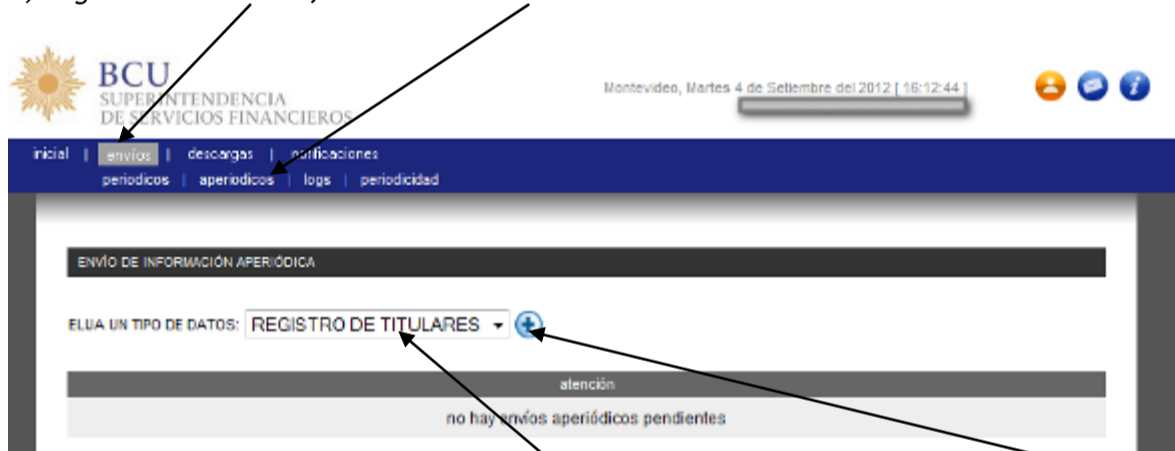 BCU
SUPERINTENDENCIA
DE SERVICIOS FINANCIEROS
Montevideo, Martes 4 de Setiembre del 2012 [ 16:12:44 ]
inicial | envíos | descargas | notificaciones
periodicos | aperiodicos | logs | periodicidad
ENVÍO DE INFORMACIÓN APERIÓDICA
ELIJA UN TIPO DE DATOS: REGISTRO DE TITULARES
atención
no hay envíos aperiódicos pendientes